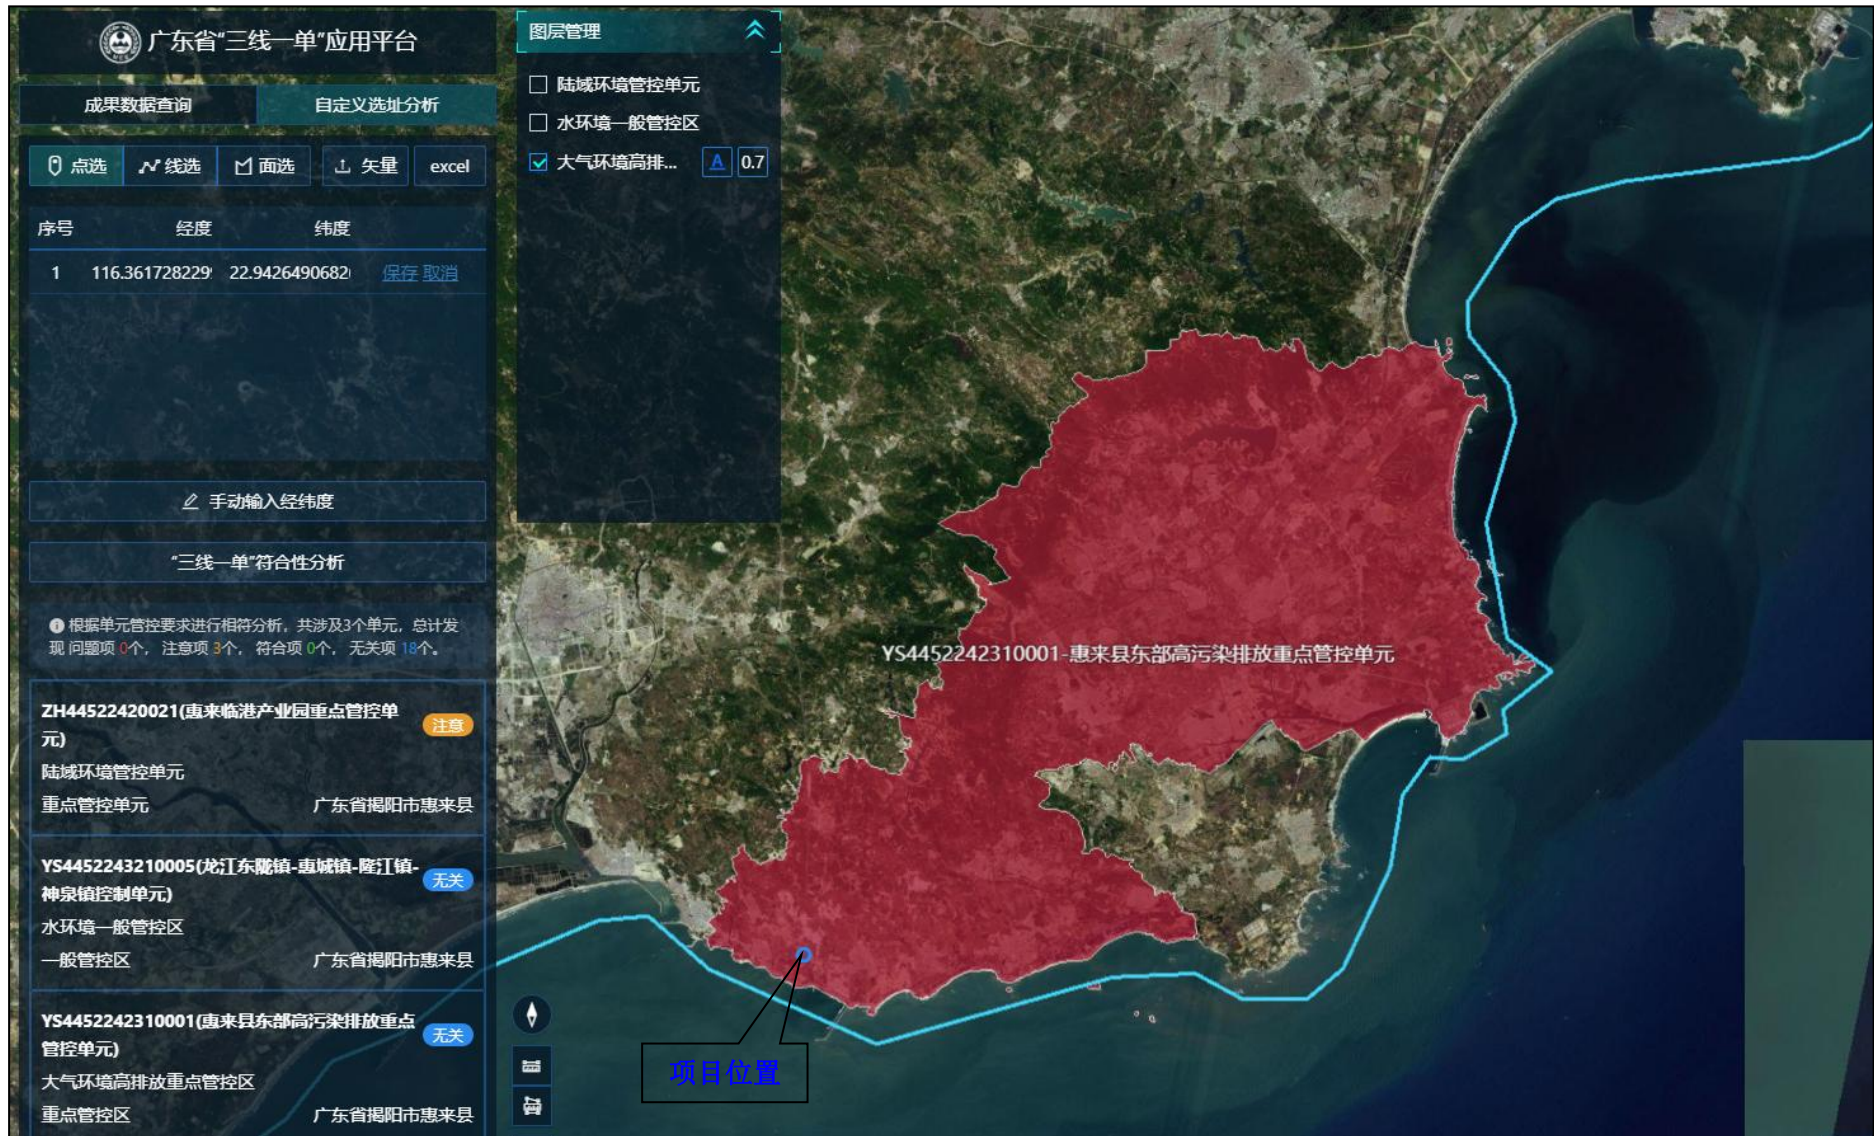 广东省“三线一单”应用平台
成果数据查询
自定义选址分析
点选
线选
面选
矢量
excel
序号 经度 纬度
1 116.361728229 22.9426490682 保存 取消
手动输入经纬度
“三线一单”符合性分析
根据单元管控要求进行相符分析，共涉及3个单元，总计发
现 问题项 0个， 注意项 3个， 符合项 0个， 无关项 18个。
ZH44522420021(惠来临港产业园重点管控单
元)
注意
陆域环境管控单元
重点管控单元 广东省揭阳市惠来县
YS4452243210005(龙江东陇镇-惠城镇-隆江镇-
神泉镇控制单元)
无关
水环境一般管控区
一般管控区 广东省揭阳市惠来县
YS4452242310001(惠来县东部高污染排放重点
管控单元)
无关
大气环境高排放重点管控区
重点管控区 广东省揭阳市惠来县
图层管理
陆域环境管控单元
水环境一般管控区
大气环境高排... A 0.7
YS4452242310001-惠来县东部高污染排放重点管控单元
项目位置